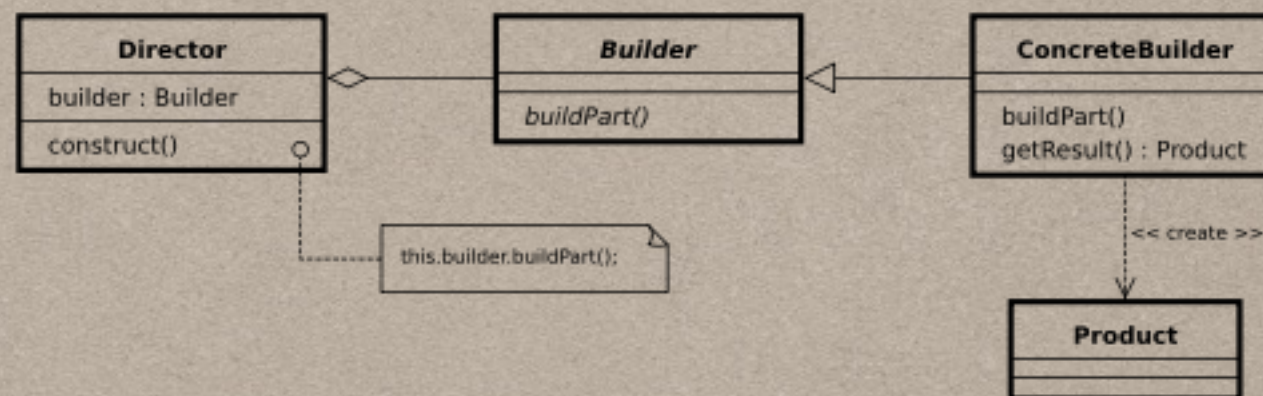 Director
builder : Builder
construct()
this.builder.buildPart();
Builder
buildPart()
ConcreteBuilder
buildPart()
getResult() : Product
<< create >>
Product